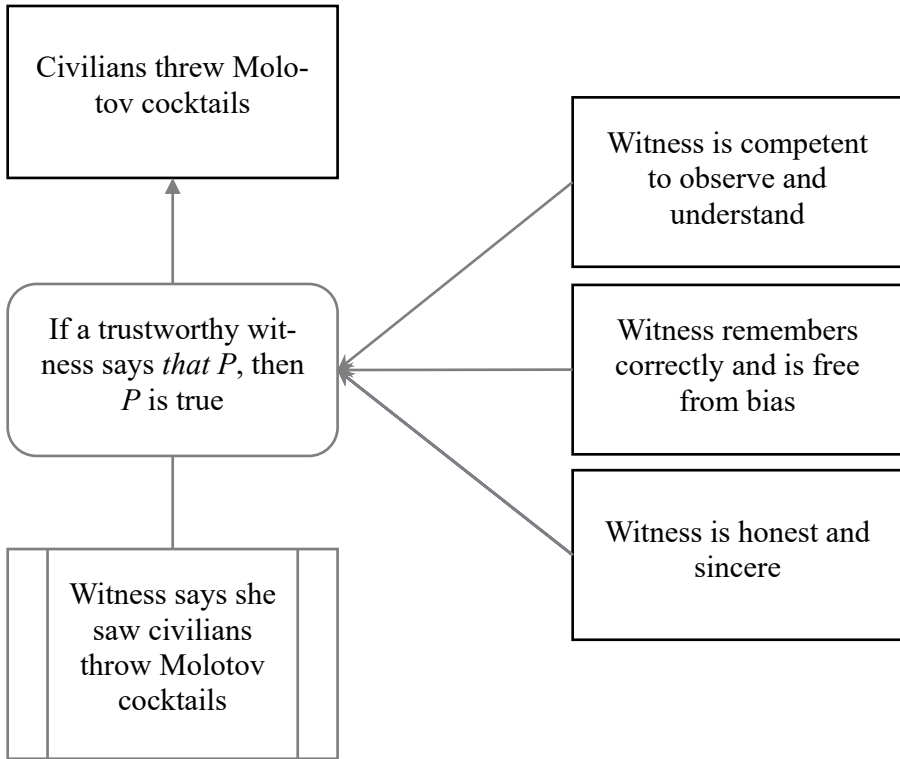 Civilians threw Molo-
tov cocktails
Witness is competent
to observe and
understand
If a trustworthy wit-
ness says that P, then
P is true
Witness remembers
correctly and is free
from bias
Witness is honest and
sincere
Witness says she
saw civilians
throw Molotov
cocktails